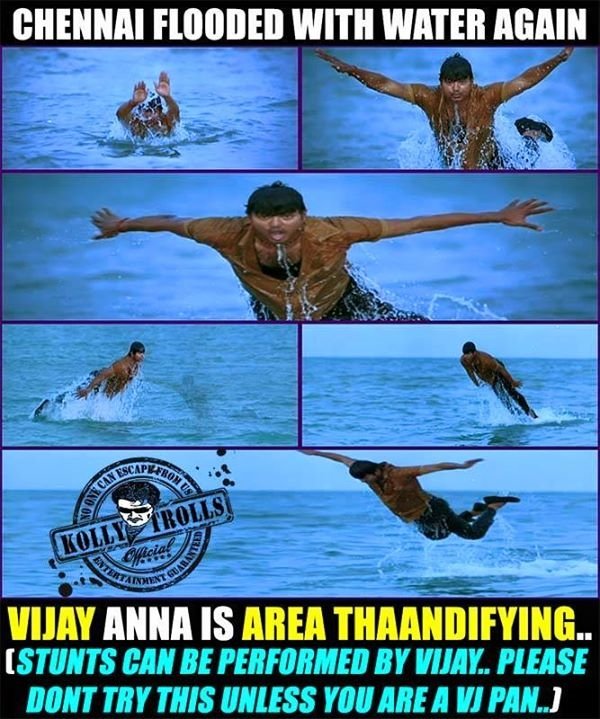 CHENNAI FLOODED WITH WATER AGAIN
NO ONE CAN ESCAPE FROM US
KOLLY TROLLS
Official
ENTERTAINMENT GUARANTEED
VIJAY ANNA IS AREA THAANDIFYING..
(STUNTS CAN BE PERFORMED BY VIJAY.. PLEASE
DONT TRY THIS UNLESS YOU ARE A VJ PAN..)